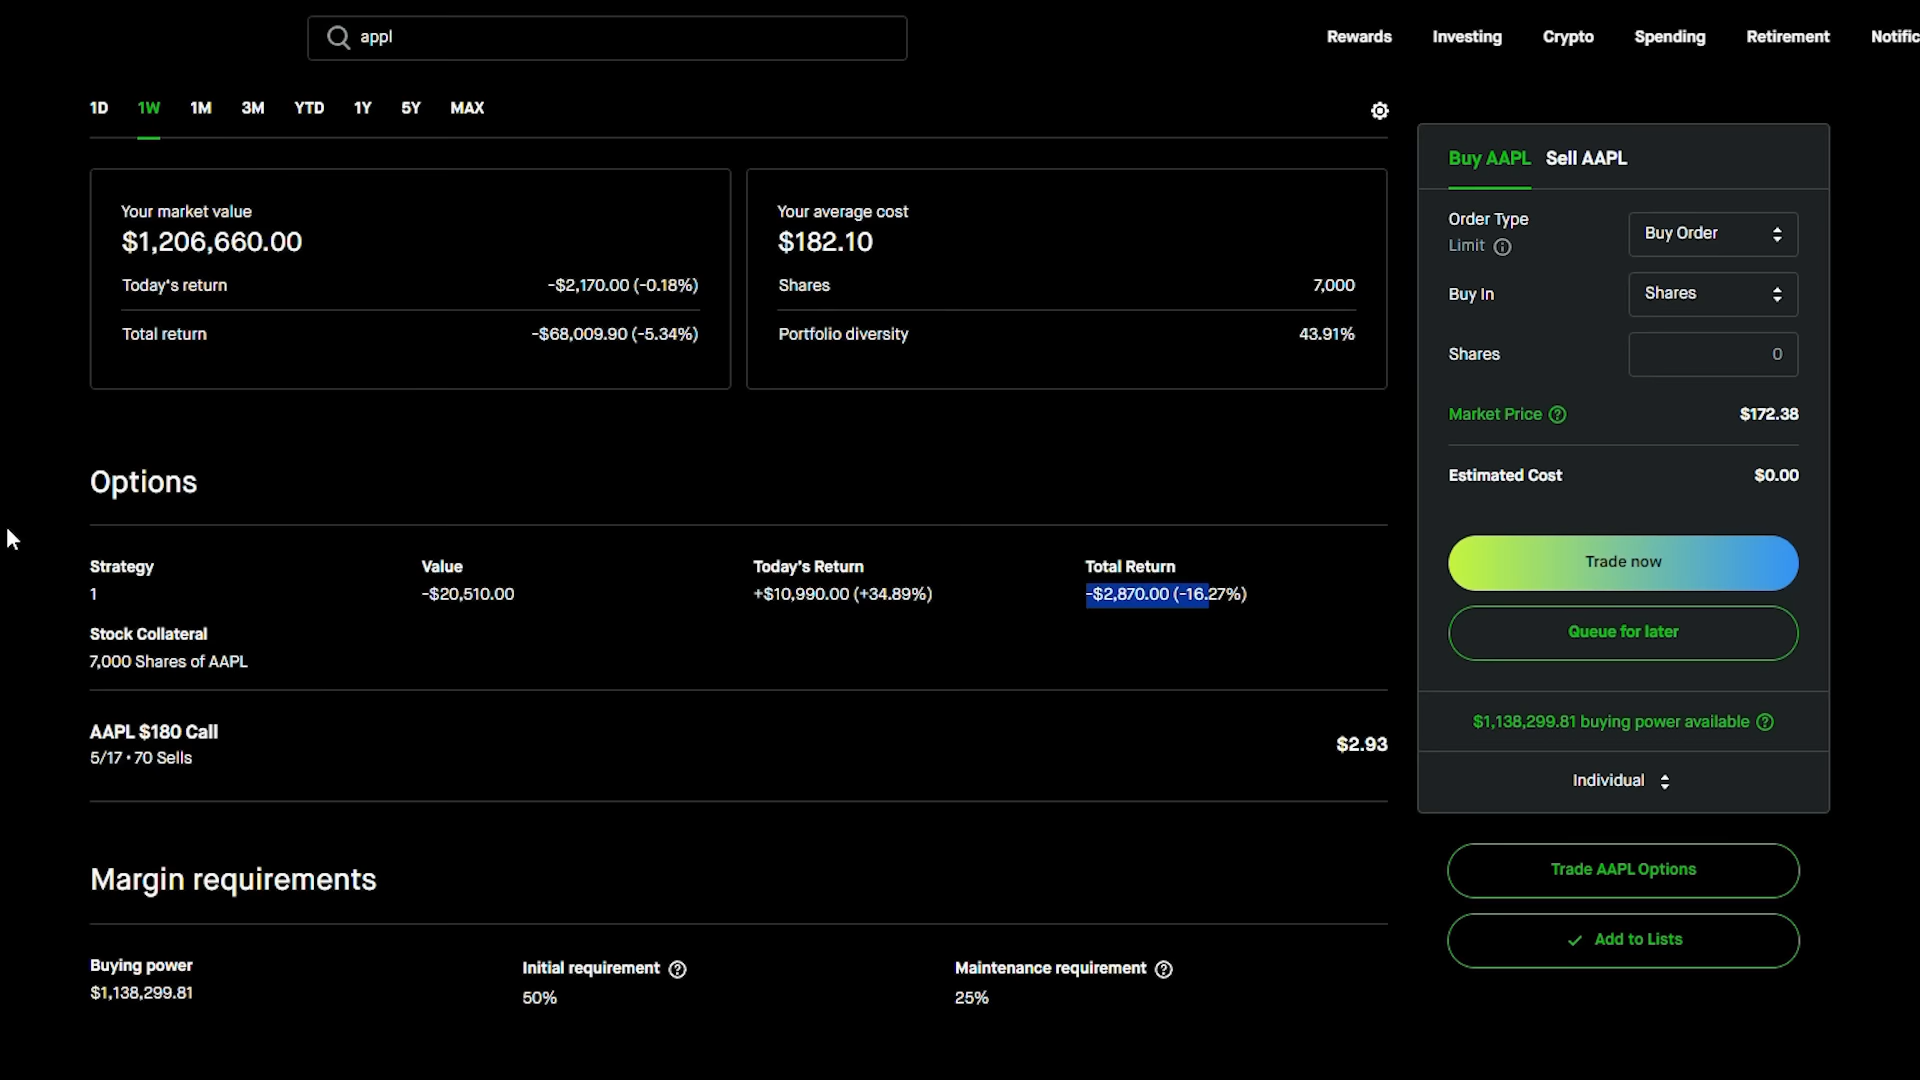 appl
Rewards Investing Crypto Spending Retirement Notific
1D 1W 1M 3M YTD 1Y 5Y MAX
Your market value
$1,206,660.00
Today's return -$2,170.00 (-0.18%)
Total return -$68,009.90 (-5.34%)
Your average cost
$182.10
Shares 7,000
Portfolio diversity 43.91%
Buy AAPL Sell AAPL
Order Type
Limit
Buy Order
Buy In Shares
Shares 0
Market Price $172.38
Estimated Cost $0.00
Trade now
Queue for later
$1,138,299.81 buying power available
Individual
Trade AAPL Options
Add to Lists
Options
Strategy Value Today's Return Total Return
1 -$20,510.00 +$10,990.00 (+34.89%) -$2,870.00 (-16.27%)
Stock Collateral
7,000 Shares of AAPL
AAPL $180 Call
5/17 • 70 Sells
$2.93
Margin requirements
Buying power Initial requirement Maintenance requirement
$1,138,299.81 50% 25%